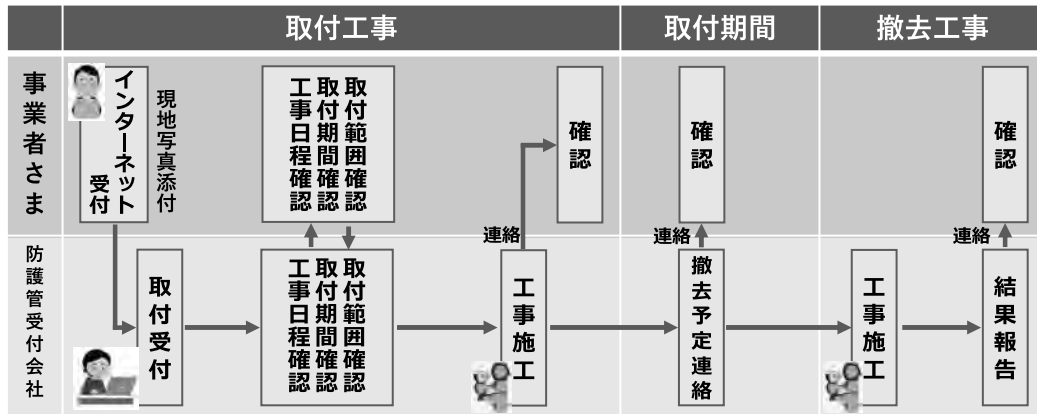 取付工事
取付期間
撤去工事
事業者さま
インターネット
受付
現地写真添付
取付範囲確認
取付期間確認
工事日程確認
確認
確認
確認
連絡
連絡
連絡
防護管受付会社
取付受付
取付範囲確認
取付期間確認
工事日程確認
工事施工
撤去予定連絡
工事施工
結果報告